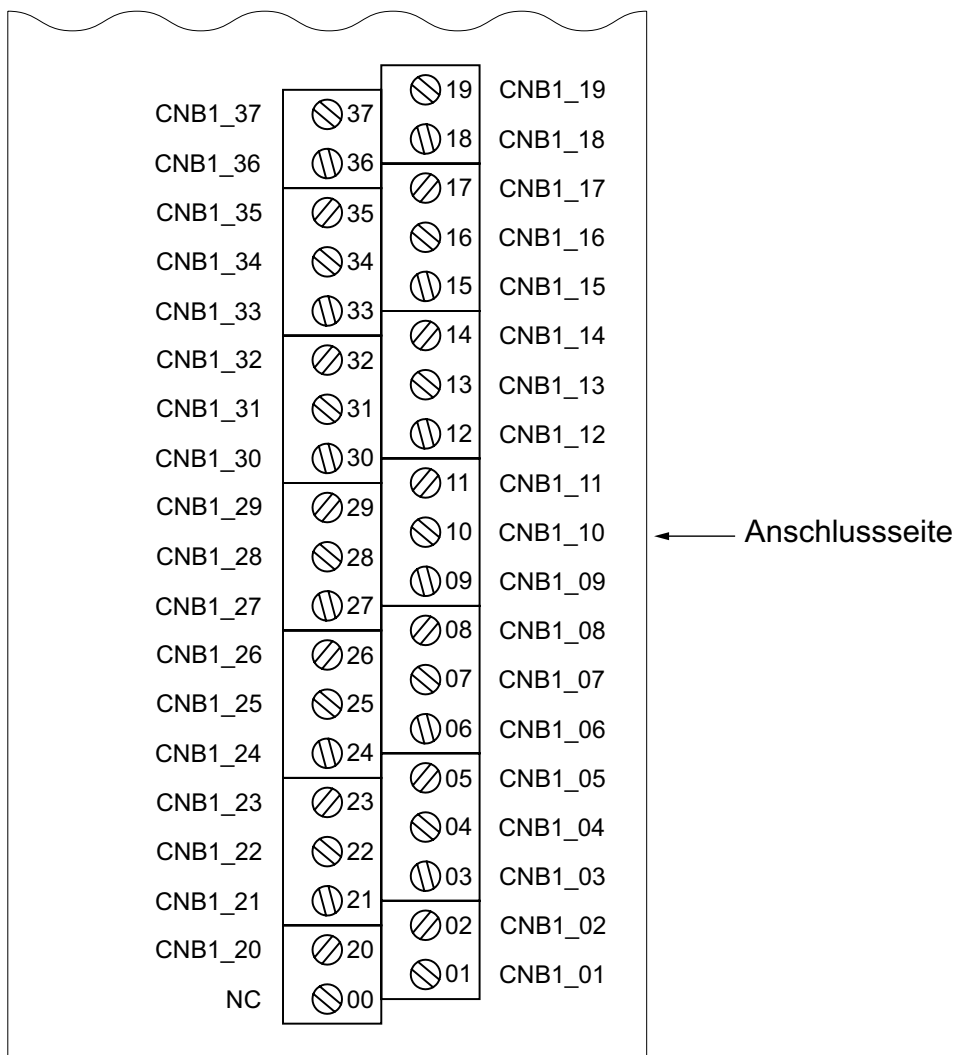 19 CNB1_19
CNB1_37 37
18 CNB1_18
CNB1_36 36
17 CNB1_17
CNB1_35 35
16 CNB1_16
CNB1_34 34
15 CNB1_15
CNB1_33 33
14 CNB1_14
CNB1_32 32
13 CNB1_13
CNB1_31 31
12 CNB1_12
CNB1_30 30
11 CNB1_11
CNB1_29 29
10 CNB1_10
Anschlussseite
CNB1_28 28
09 CNB1_09
CNB1_27 27
08 CNB1_08
CNB1_26 26
07 CNB1_07
CNB1_25 25
06 CNB1_06
CNB1_24 24
05 CNB1_05
CNB1_23 23
04 CNB1_04
CNB1_22 22
03 CNB1_03
CNB1_21 21
02 CNB1_02
CNB1_20 20
01 CNB1_01
NC 00